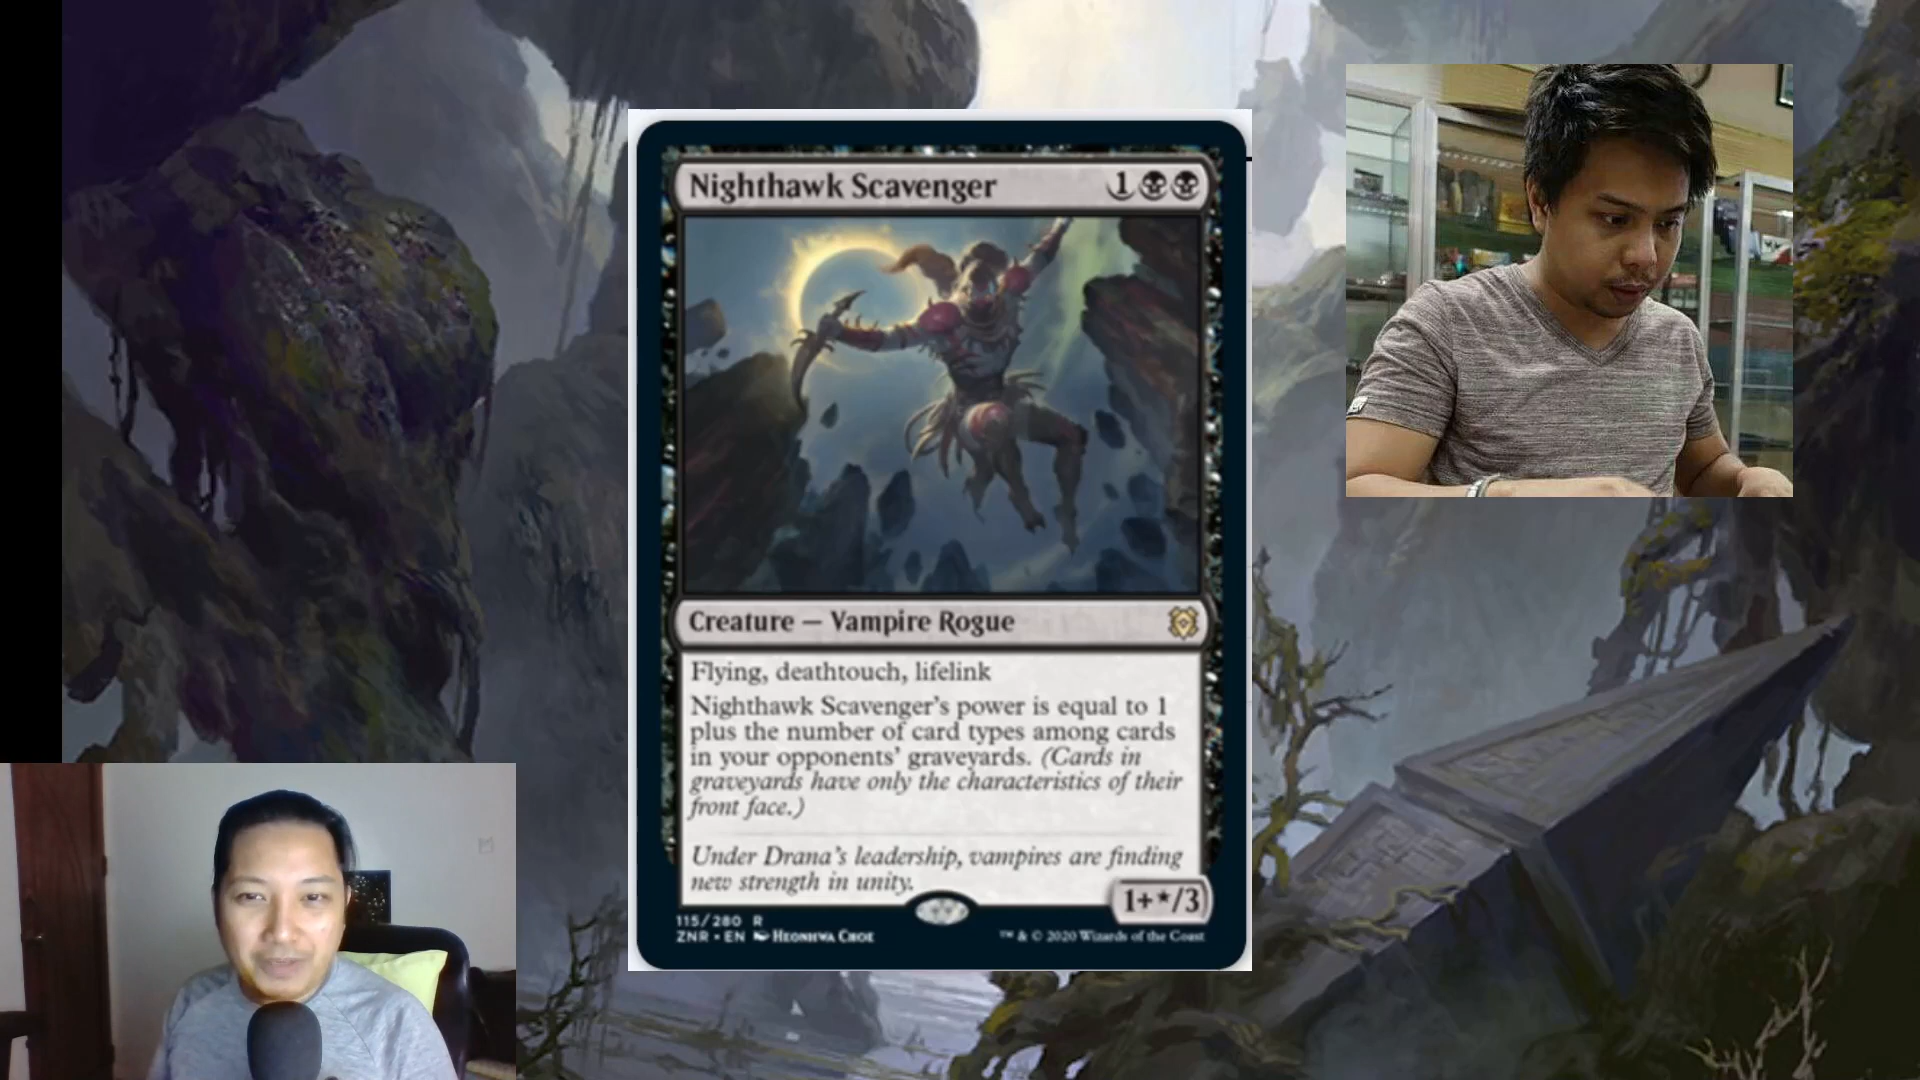 Nighthawk Scavenger 1
Creature — Vampire Rogue
Flying, deathtouch, lifelink
Nighthawk Scavenger's power is equal to 1
plus the number of card types among cards
in your opponents' graveyards. (Cards in
graveyards have only the characteristics of their
front face.)
Under Drana's leadership, vampires are finding
new strength in unity.
1+*/3
115/280 R
ZNR • EN Heonhwa Choe
™ & © 2020 Wizards of the Coast